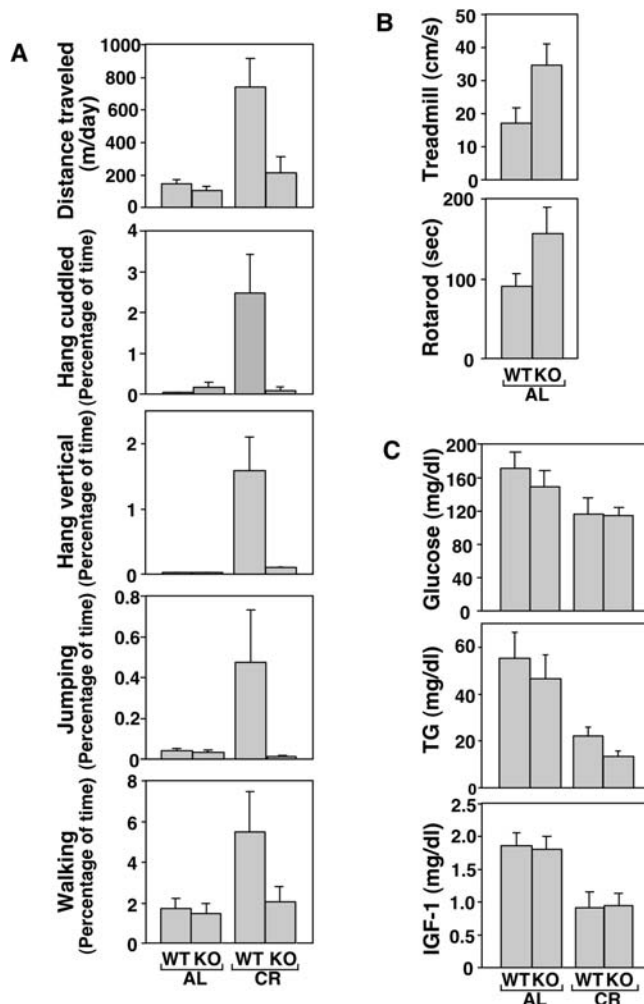 A
Distance traveled
(m/day)
1000
800
600
400
200
0
Hang cuddled
(Percentage of time)
4
3
2
1
0
Hang vertical
(Percentage of time)
2
1
0
Jumping
(Percentage of time)
0.8
0.6
0.4
0.2
0
Walking
(Percentage of time)
8
6
4
2
0
WT KO WT KO
AL CR
B
Treadmill (cm/s)
50
40
30
20
10
0
Rotarod (sec)
200
100
0
WT KO
AL
C
Glucose (mg/dl)
200
160
120
80
40
0
TG (mg/dl)
60
40
20
0
IGF-1 (mg/dl)
2.5
2.0
1.5
1.0
0.5
0
WT KO WT KO
AL CR